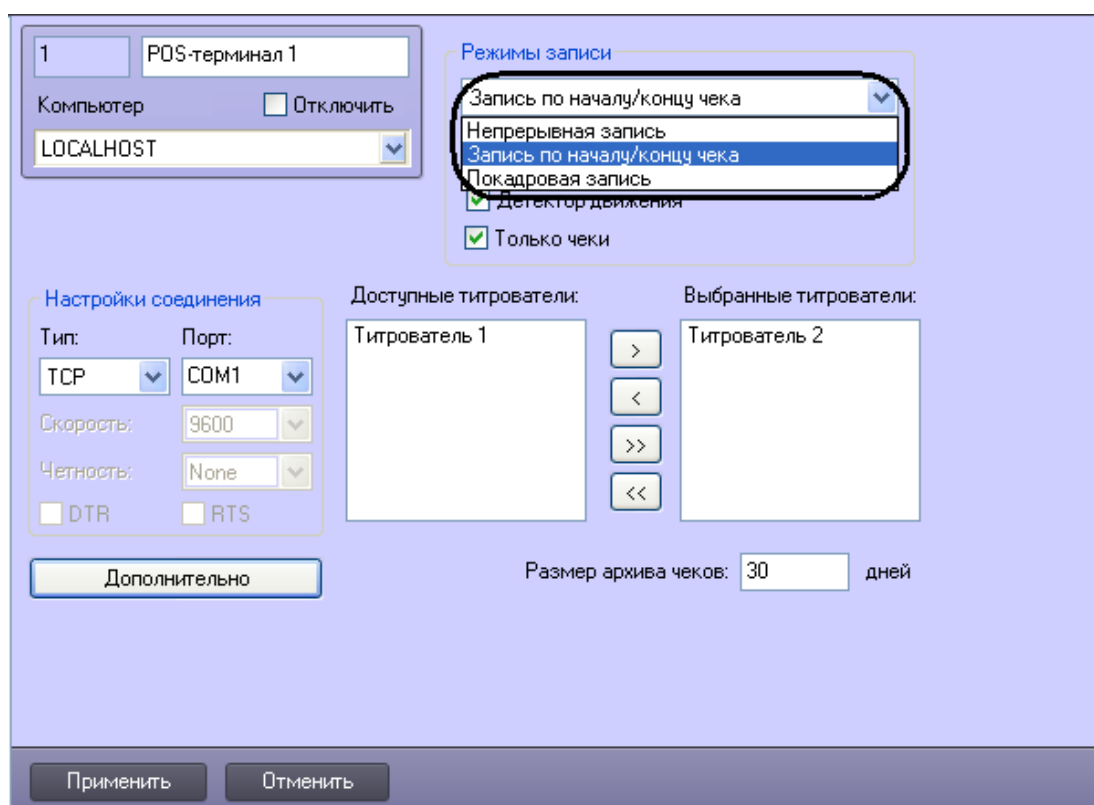 1
POS-терминал 1
Компьютер
Отключить
LOCALHOST
Режимы записи
Запись по началу/концу чека
Непрерывная запись
Запись по началу/концу чека
Покадровая запись
Детектор движения
Только чеки
Настройки соединения
Тип:
Порт:
TCP
COM1
Скорость:
9600
Четность:
None
DTR
RTS
Доступные титрователи:
Титрователь 1
>
<
>>
<<
Выбранные титрователи:
Титрователь 2
Дополнительно
Размер архива чеков:
30
дней
Применить
Отменить